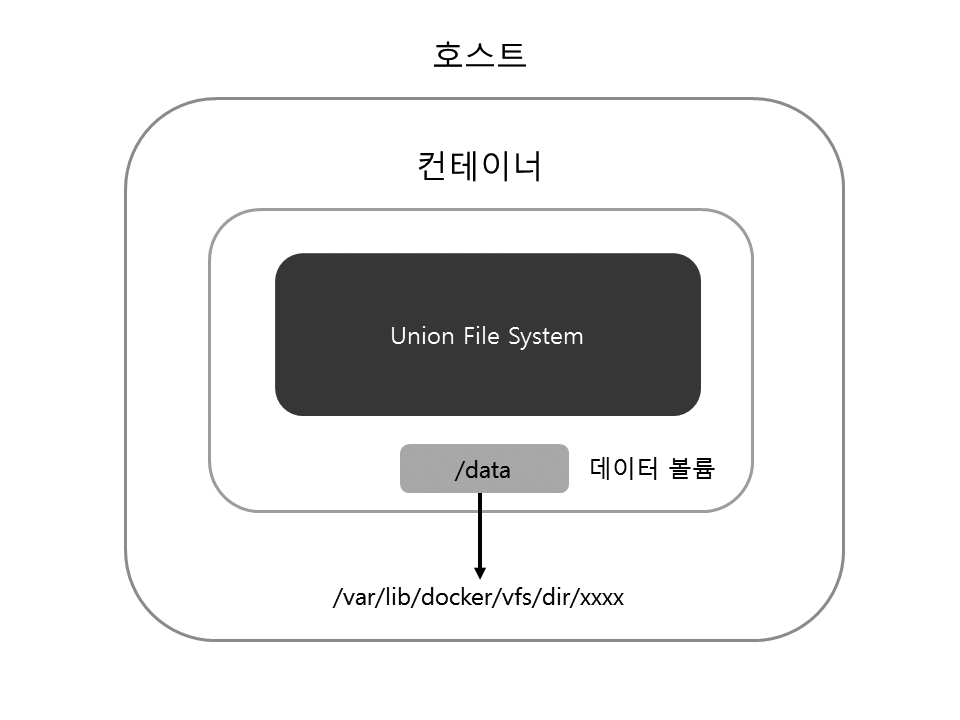 호스트
컨테이너
Union File System
/data
데이터 볼륨
/var/lib/docker/vfs/dir/xxxx